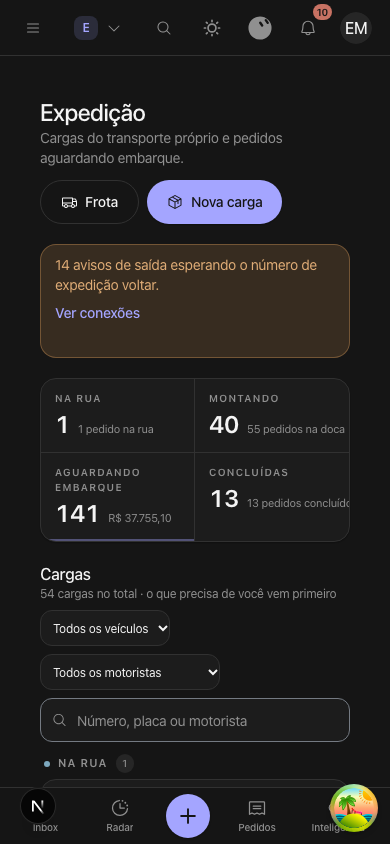 E
10
EM
Expedição
Cargas do transporte próprio e pedidos
aguardando embarque.
Frota
Nova carga
14 avisos de saída esperando o número de
expedição voltar.
Ver conexões
NA RUA
1 1 pedido na rua
MONTANDO
40 55 pedidos na doca
AGUARDANDO
EMBARQUE
141 R$ 37.755,10
CONCLUÍDAS
13 13 pedidos concluíd
Cargas
54 cargas no total · o que precisa de você vem primeiro
Todos os veículos
Todos os motoristas
Número, placa ou motorista
NA RUA 1
N
Inbox
Radar
Pedidos
Intelig